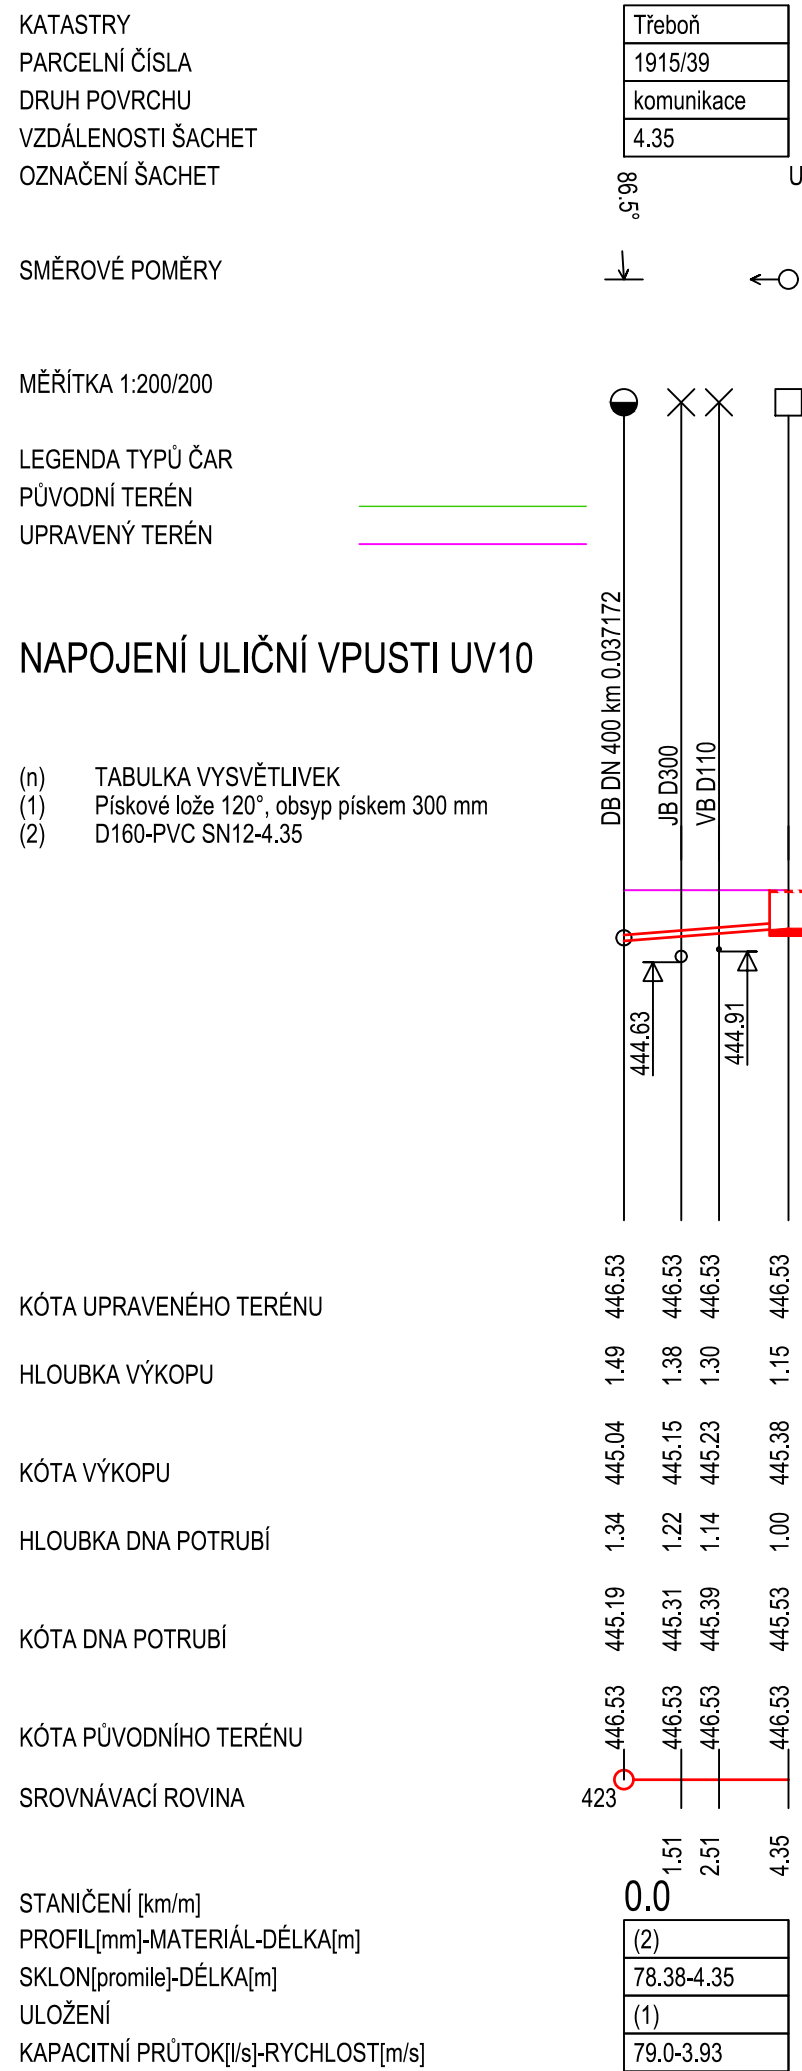 KATASTRY Třeboň
PARCELNÍ ČÍSLA 1915/39
DRUH POVRCHU komunikace
VZDÁLENOSTI ŠACHET 4.35
OZNAČENÍ ŠACHET U
86.5°
SMĚROVÉ POMĚRY
MĚŘÍTKA 1:200/200
LEGENDA TYPŮ ČAR
PŮVODNÍ TERÉN
UPRAVENÝ TERÉN
NAPOJENÍ ULIČNÍ VPUSTI UV10
DB DN 400 km 0.037172
JB D300
VB D110
(n) TABULKA VYSVĚTLIVEK
(1) Pískové lože 120°, obsyp pískem 300 mm
(2) D160-PVC SN12-4.35
444.63
444.91
KÓTA UPRAVENÉHO TERÉNU 446.53 446.53 446.53 446.53
HLOUBKA VÝKOPU 1.49 1.38 1.30 1.15
KÓTA VÝKOPU 445.04 445.15 445.23 445.38
HLOUBKA DNA POTRUBÍ 1.34 1.22 1.14 1.00
KÓTA DNA POTRUBÍ 445.19 445.31 445.39 445.53
KÓTA PŮVODNÍHO TERÉNU 446.53 446.53 446.53 446.53
SROVNÁVACÍ ROVINA 423
1.51 2.51 4.35
STANIČENÍ [km/m] 0.0
PROFIL[mm]-MATERIÁL-DÉLKA[m] (2)
SKLON[promile]-DÉLKA[m] 78.38-4.35
ULOŽENÍ (1)
KAPACITNÍ PRŮTOK[l/s]-RYCHLOST[m/s] 79.0-3.93